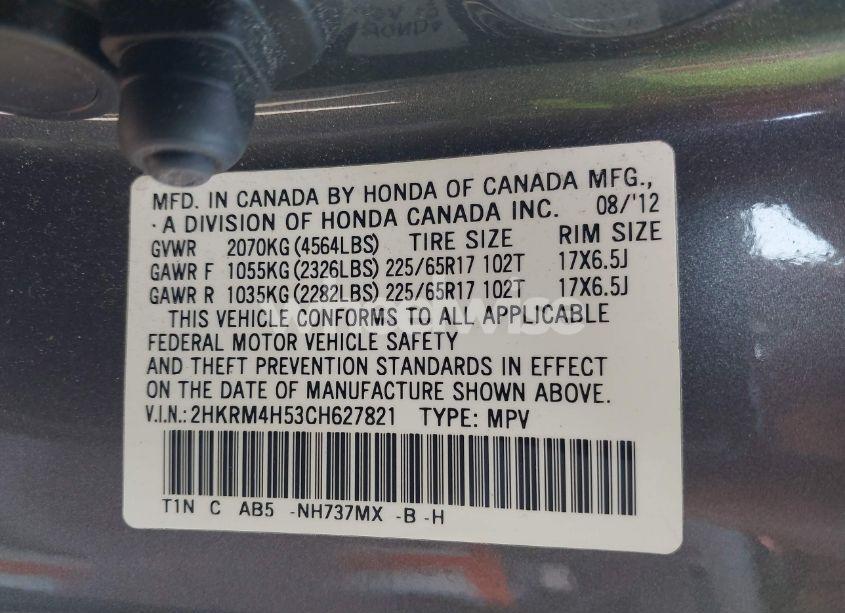 MFD. IN CANADA BY HONDA OF CANADA MFG.,
A DIVISION OF HONDA CANADA INC. 08/'12
GVWR 2070KG (4564LBS) TIRE SIZE RIM SIZE
GAWR F 1055KG (2326LBS) 225/65R17 102T 17X6.5J
GAWR R 1035KG (2282LBS) 225/65R17 102T 17X6.5J
THIS VEHICLE CONFORMS TO ALL APPLICABLE
FEDERAL MOTOR VEHICLE SAFETY
AND THEFT PREVENTION STANDARDS IN EFFECT
ON THE DATE OF MANUFACTURE SHOWN ABOVE.
V.I.N.: 2HKRM4H53CH627821 TYPE: MPV
T1N C AB5 -NH737MX -B -H